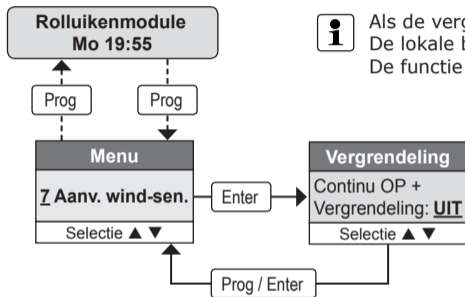 Rolluikenmodule
Mo 19:55
Als de verg
De lokale b
De functie
Prog
Prog
Menu
7 Aanv. wind-sen.
Selectie ▲ ▼
Enter
Vergrendeling
Continu OP +
Vergrendeling: UIT
Selectie ▲ ▼
Prog / Enter